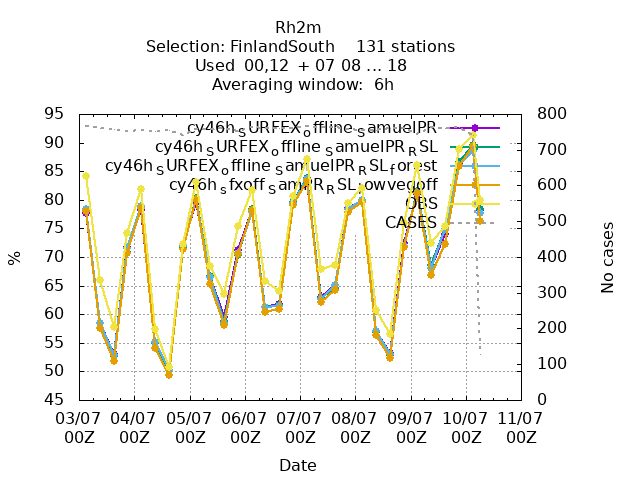 Rh2m
Selection: FinlandSouth 131 stations
Used 00,12 + 07 08 ... 18
Averaging window: 6h
95 800
cy46h_SURFEX_offline_samuelPR
90 700
cy46h_SURFEX_offline_samuelPR_RSL
85 cy46h_SURFEX_offline_samuelPR_RSL_forest
600
cy46h_sfxoff_samPR_RSL_lowvegoff
80 OBS
500
CASES
75
70 400
% No cases
65 300
60
200
55
50 100
45 0
03/07 04/07 05/07 06/07 07/07 08/07 09/07 10/07 11/07
00Z 00Z 00Z 00Z 00Z 00Z 00Z 00Z 00Z
Date